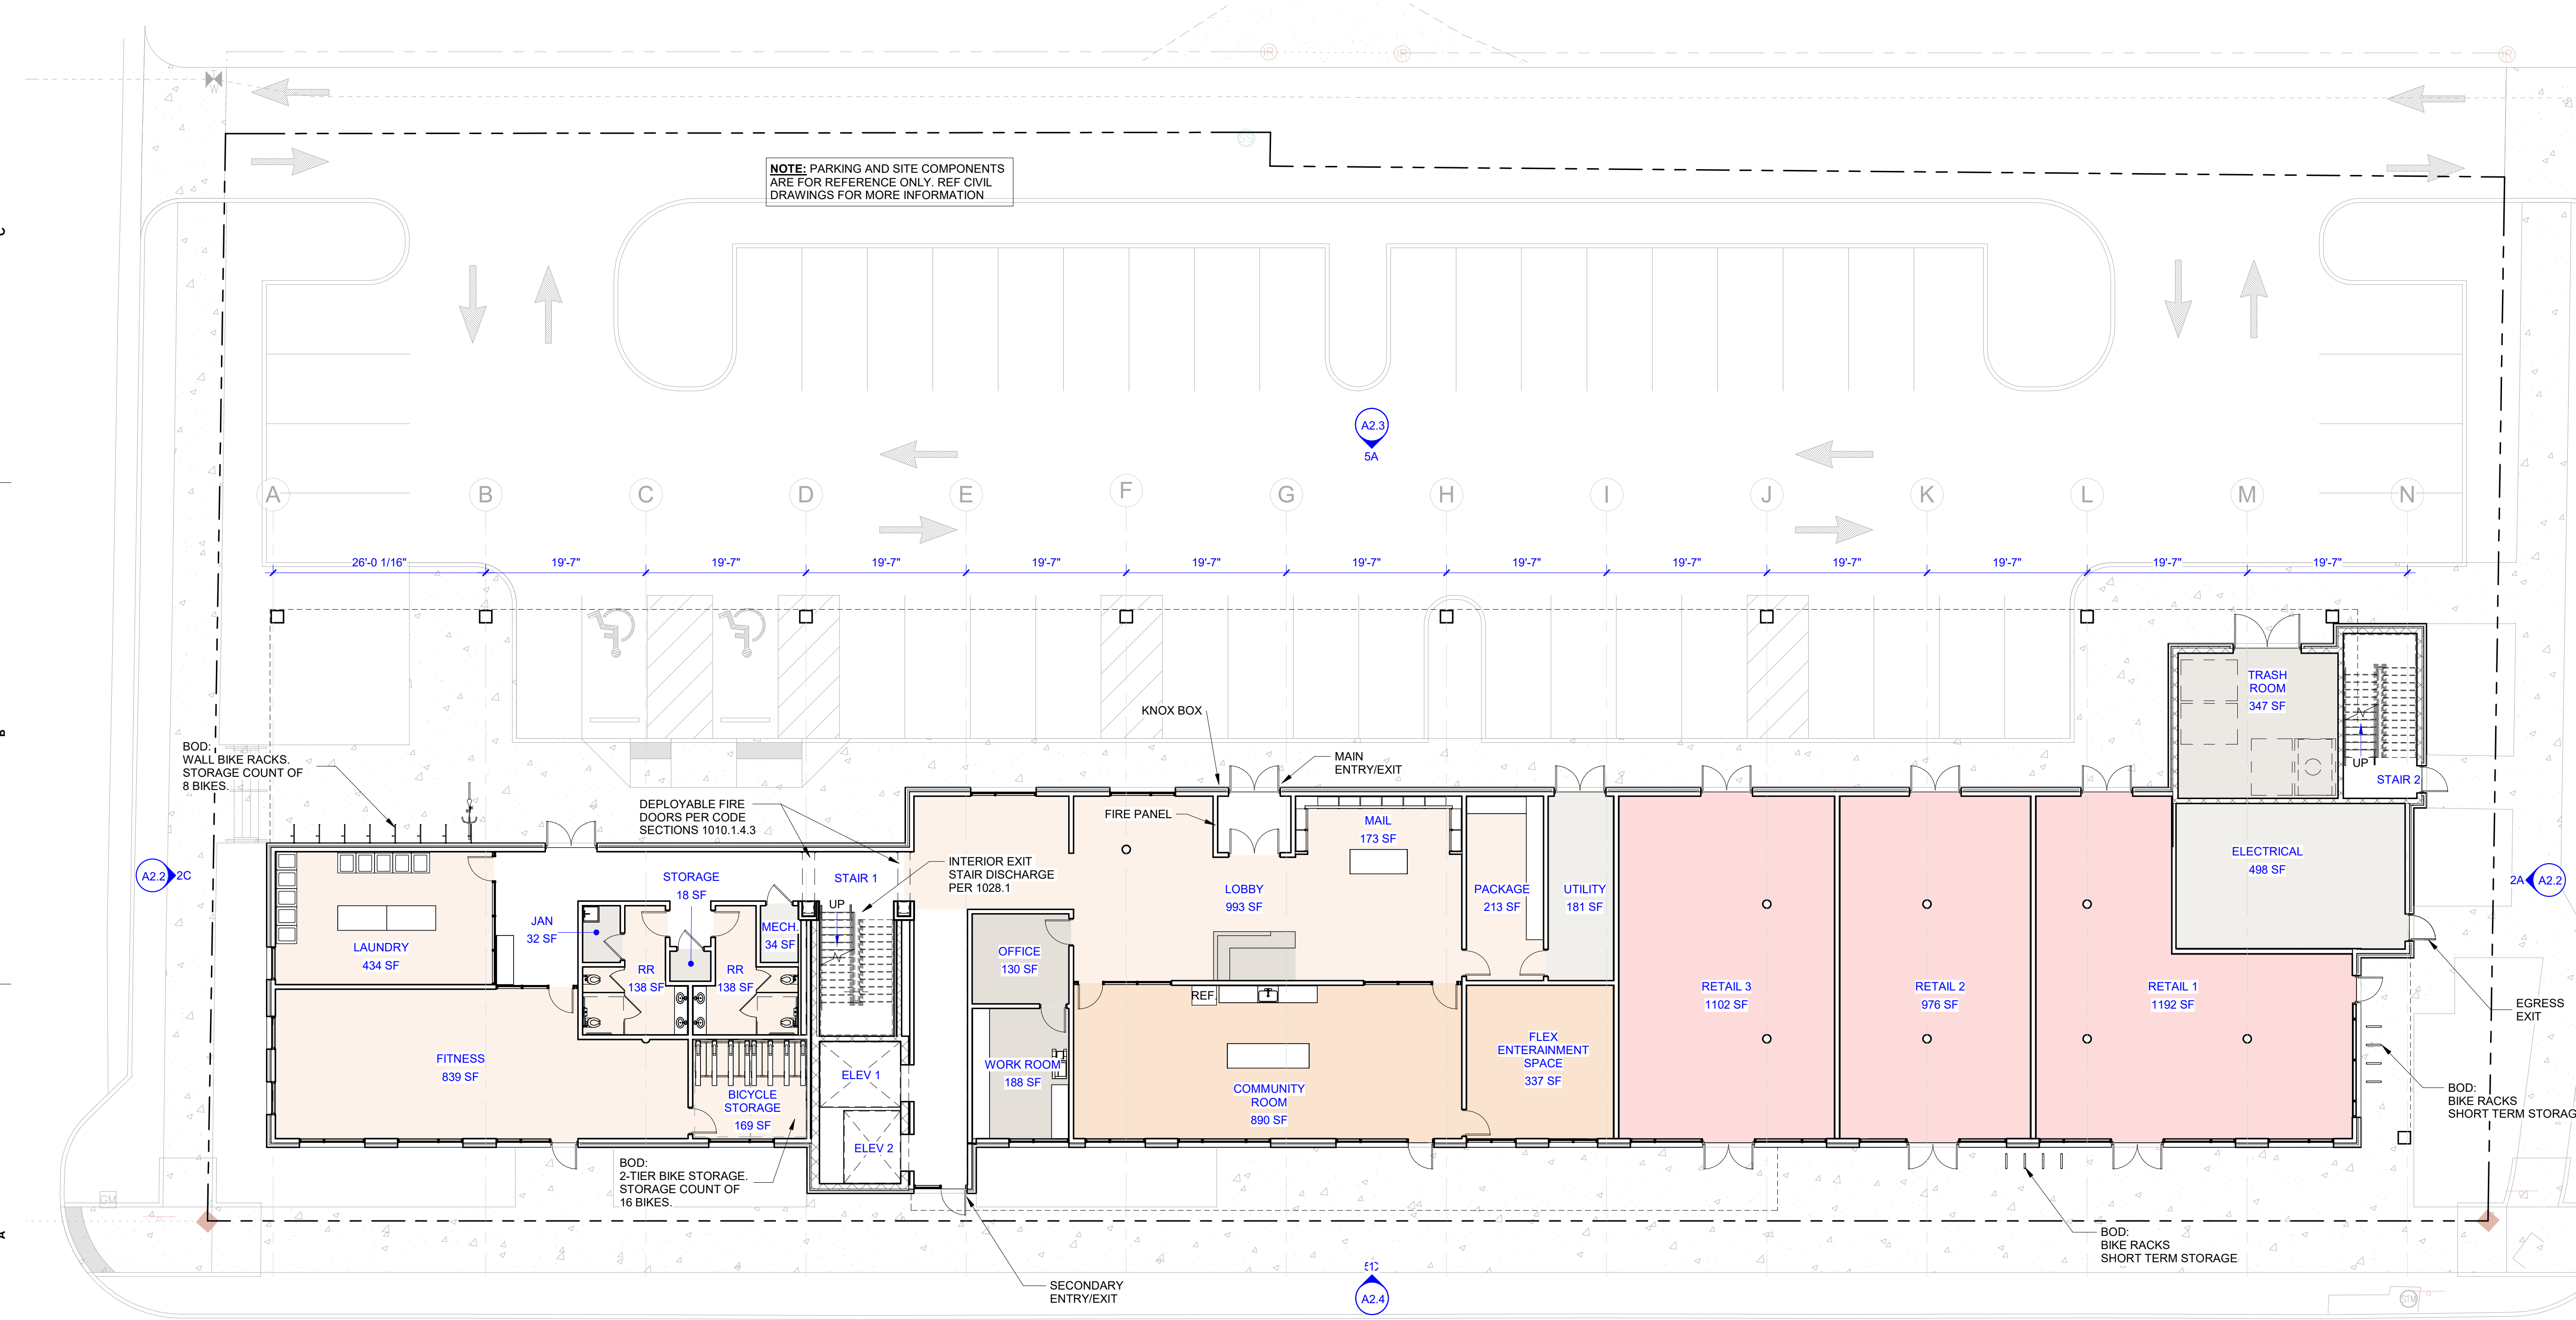 IR
IR
IR
W
SS
NOTE: PARKING AND SITE COMPONENTS
ARE FOR REFERENCE ONLY. REF CIVIL
DRAWINGS FOR MORE INFORMATION
C
A2.3
5A
A B C D E F G H I J K L M N
26'-0 1/16" 19'-7" 19'-7" 19'-7" 19'-7" 19'-7" 19'-7" 19'-7" 19'-7" 19'-7" 19'-7" 19'-7" 19'-7"
B
KNOX BOX
MAIN
ENTRY/EXIT
TRASH
ROOM
347 SF
UP
STAIR 2
BOD:
WALL BIKE RACKS.
STORAGE COUNT OF
8 BIKES.
DEPLOYABLE FIRE
DOORS PER CODE
SECTIONS 1010.1.4.3
FIRE PANEL
MAIL
173 SF
INTERIOR EXIT
STAIR DISCHARGE
PER 1028.1
A2.2
2C
STORAGE
18 SF
STAIR 1
UP
JAN
32 SF
MECH.
34 SF
LOBBY
993 SF
PACKAGE
213 SF
UTILITY
181 SF
ELECTRICAL
498 SF
2A
A2.2
LAUNDRY
434 SF
RR
138 SF
RR
138 SF
OFFICE
130 SF
REF.
RETAIL 3
1102 SF
RETAIL 2
976 SF
RETAIL 1
1192 SF
EGRESS
EXIT
FITNESS
839 SF
BICYCLE
STORAGE
169 SF
ELEV 1
ELEV 2
WORK ROOM
188 SF
COMMUNITY
ROOM
890 SF
FLEX
ENTERAINMENT
SPACE
337 SF
BOD:
BIKE RACKS
SHORT TERM STORAG
BOD:
2-TIER BIKE STORAGE.
STORAGE COUNT OF
16 BIKES.
GM
A
SECONDARY
ENTRY/EXIT
BOD:
BIKE RACKS
SHORT TERM STORAGE
A2.4
STM